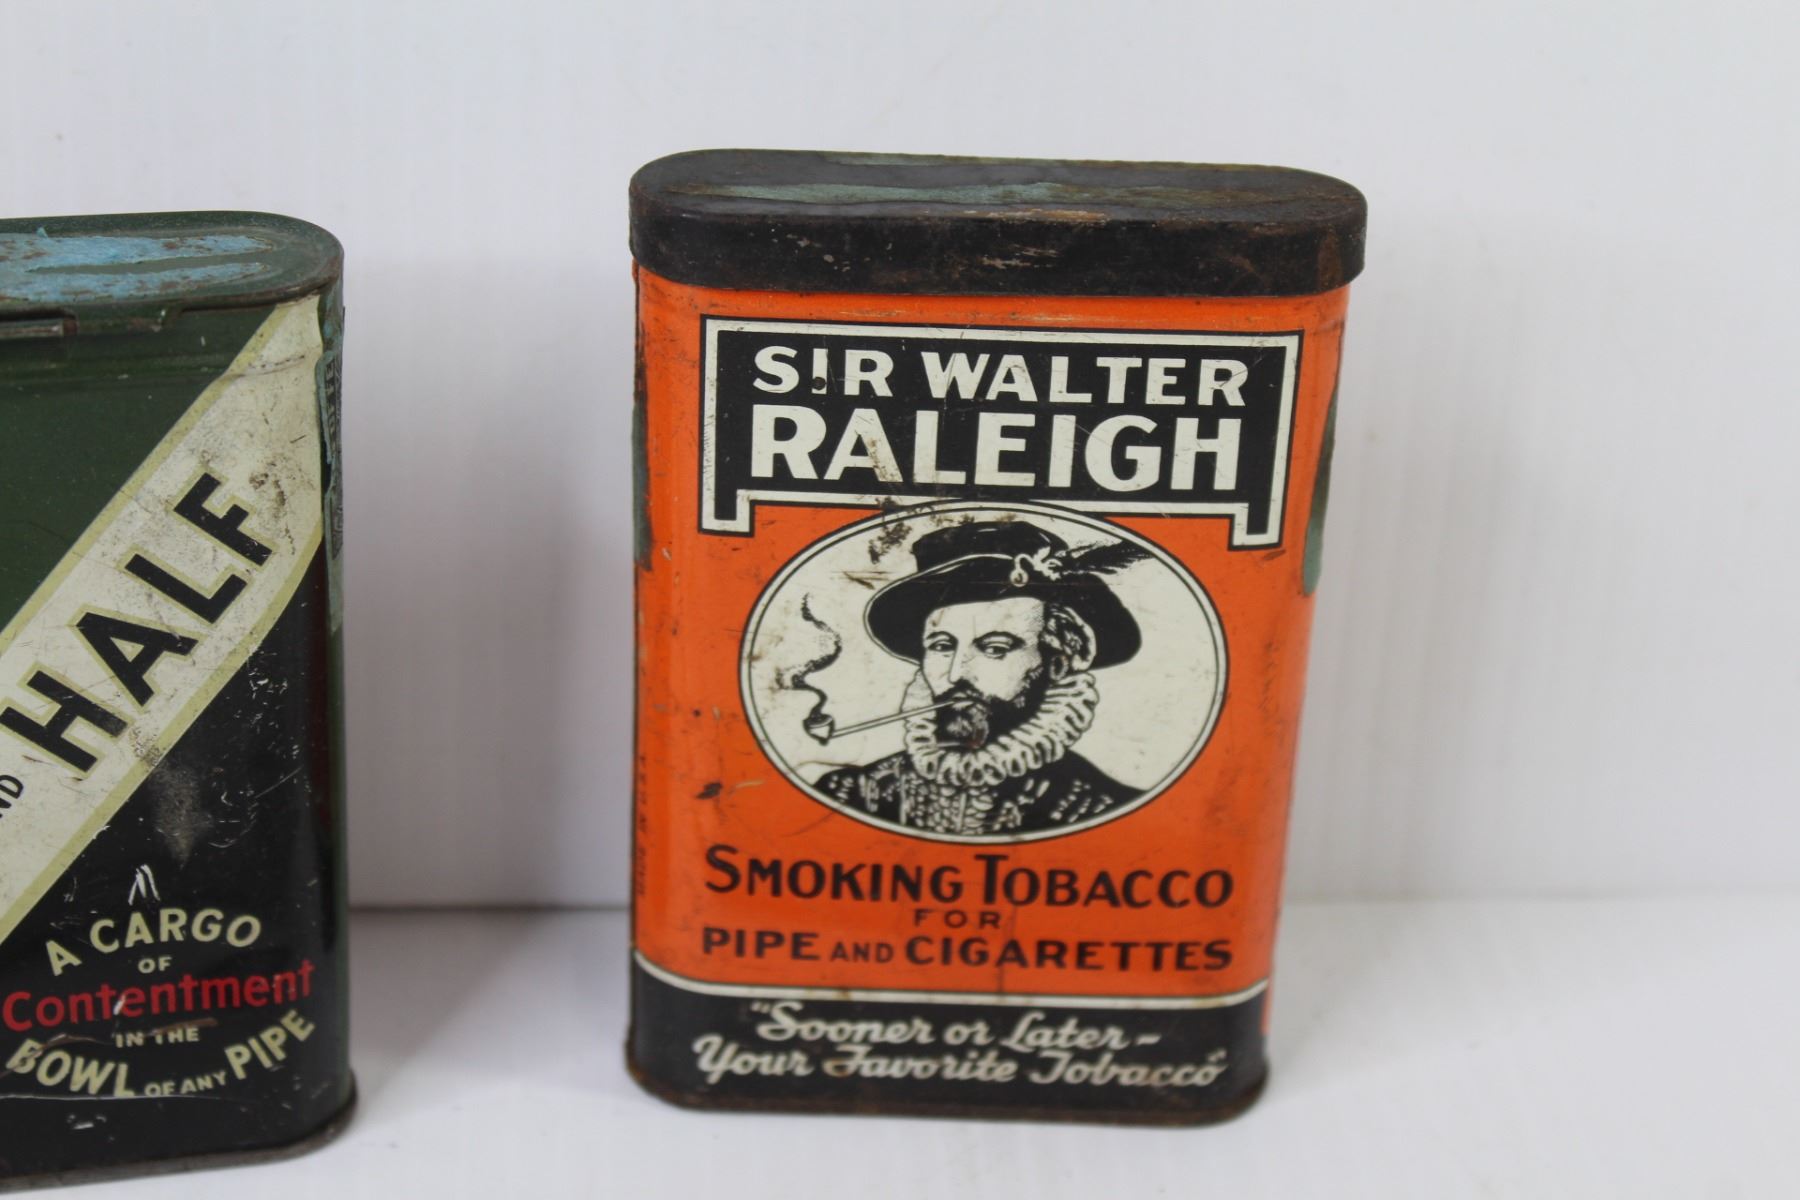 HALF
A CARGO
OF
Contentment
IN THE
BOWL OF ANY PIPE
SIR WALTER
RALEIGH
SMOKING TOBACCO
FOR
PIPE AND CIGARETTES
"Sooner or Later-
Your Favorite Tobacco"